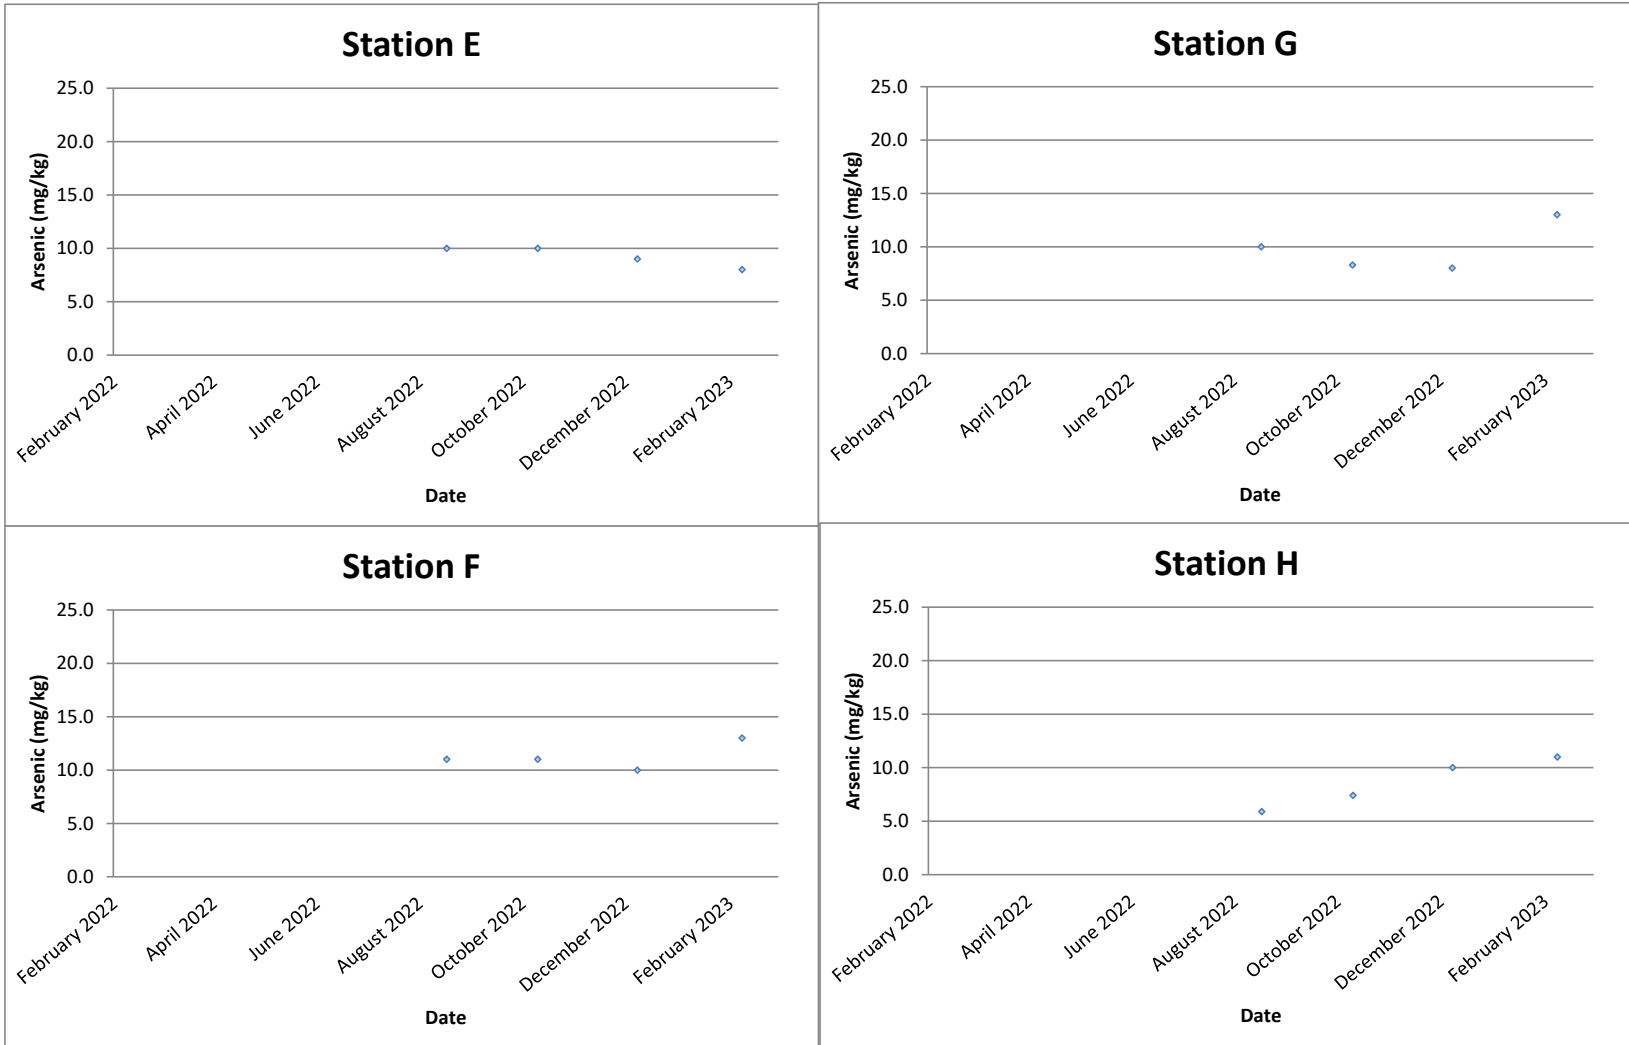 Station E
25.0
20.0
15.0
10.0
5.0
0.0
Arsenic (mg/kg)
February 2022
April 2022
June 2022
August 2022
October 2022
December 2022
February 2023
Date
Station G
25.0
20.0
15.0
10.0
5.0
0.0
Arsenic (mg/kg)
February 2022
April 2022
June 2022
August 2022
October 2022
December 2022
February 2023
Date
Station F
25.0
20.0
15.0
10.0
5.0
0.0
Arsenic (mg/kg)
February 2022
April 2022
June 2022
August 2022
October 2022
December 2022
February 2023
Date
Station H
25.0
20.0
15.0
10.0
5.0
0.0
Arsenic (mg/kg)
February 2022
April 2022
June 2022
August 2022
October 2022
December 2022
February 2023
Date